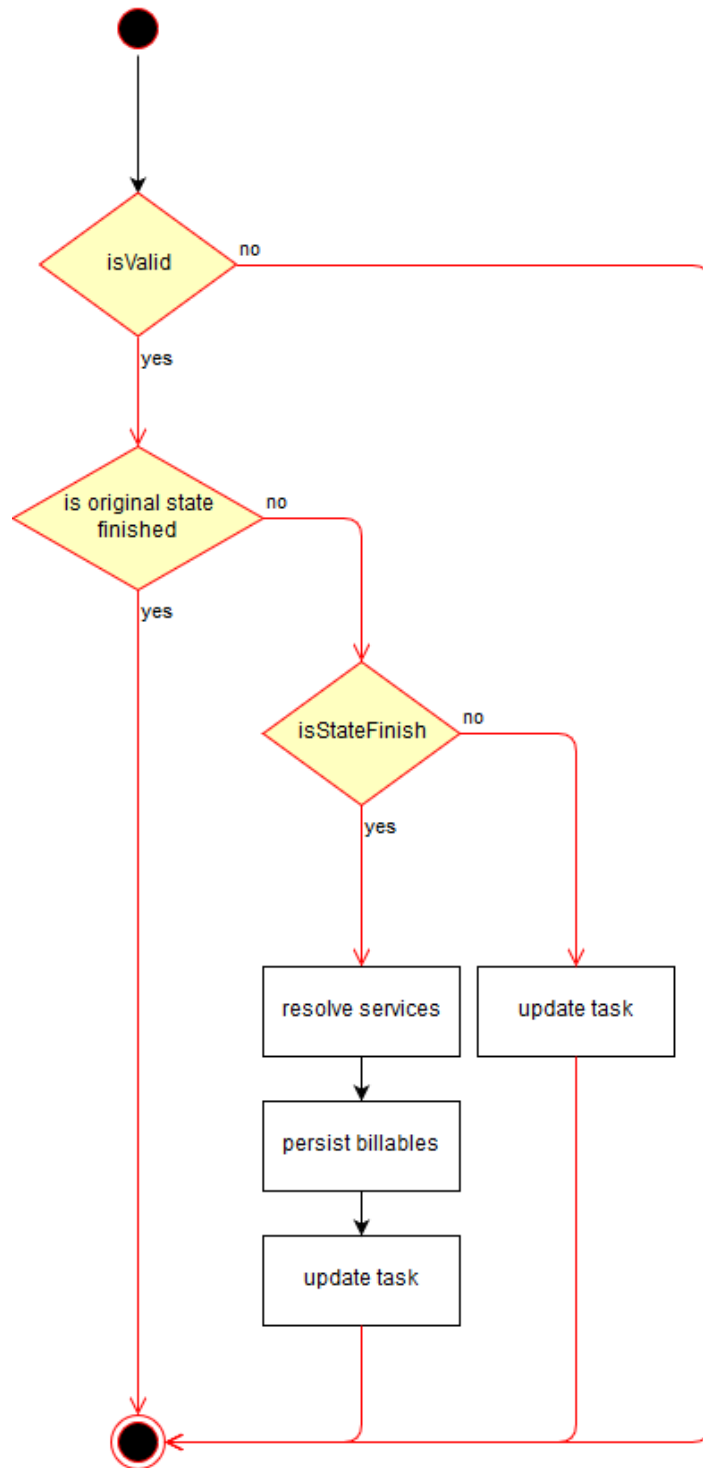 isValid
no
yes
is original state
finished
no
yes
isStateFinish
no
yes
resolve services
update task
persist billables
update task